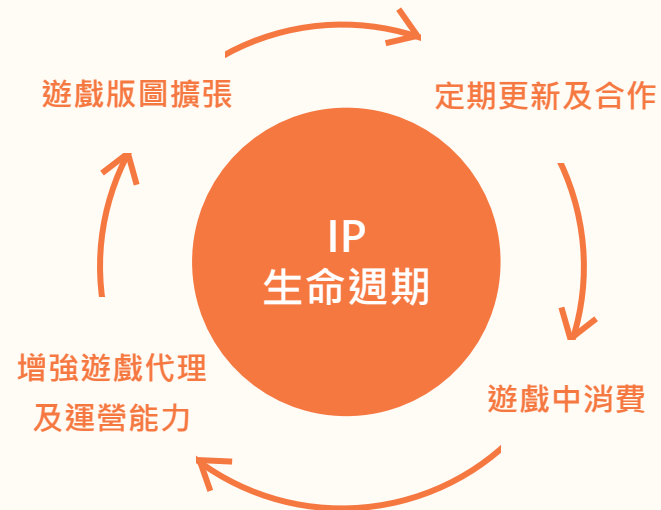 遊戲版圖擴張
定期更新及合作
IP
生命週期
增強遊戲代理
及運營能力
遊戲中消費